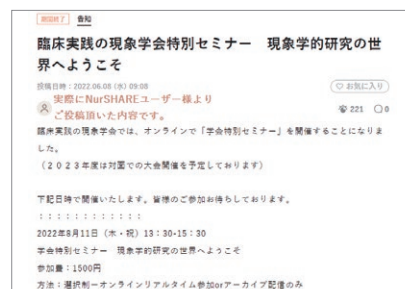 期間終了 告知
臨床実践の現象学会特別セミナー 現象学的研究の世
界へようこそ
投稿日時：2022.06.08 (水) 09:08
♡ お気に入り
実際にNurSHAREユーザー様より
ご投稿頂いた内容です。
221 0
臨床実践の現象学会では、オンラインで「学会特別セミナー」を開催することになりま
した。
（２０２３年度は対面での大会開催を予定しております）
下記日時で開催いたします。皆様のご参加お待ちしております。
：：：：：：：：：：：：
2022年8月11日（木・祝）13：30-15：30
学会特別セミナー 現象学的研究の世界へようこそ
参加費：1500円
方法：選択制ーオンラインリアルタイム参加orアーカイブ配信のみ